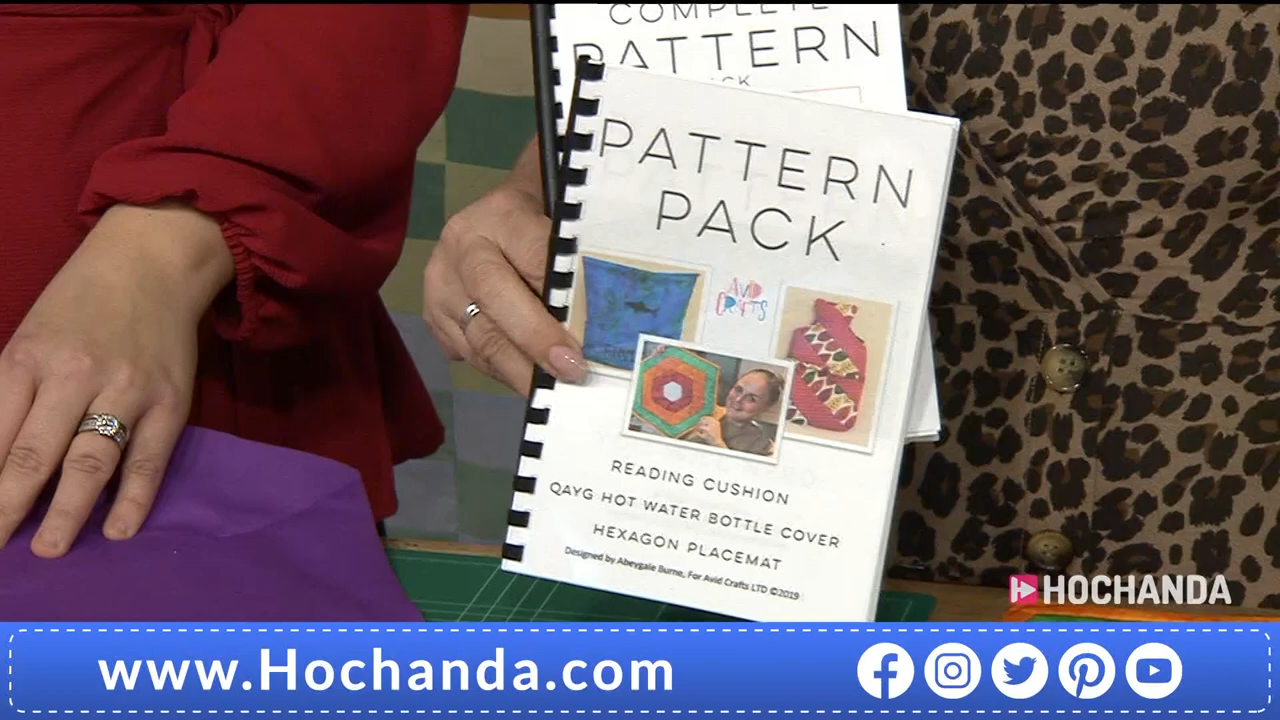 COMPLETE
PATTERN
PATTERN
PACK
AVID
CRAFTS
READING CUSHION
QAYG HOT WATER BOTTLE COVER
HEXAGON PLACEMAT
Designed by Abeygale Burne, For Avid Crafts LTD ©2019
HOCHANDA
www.Hochanda.com